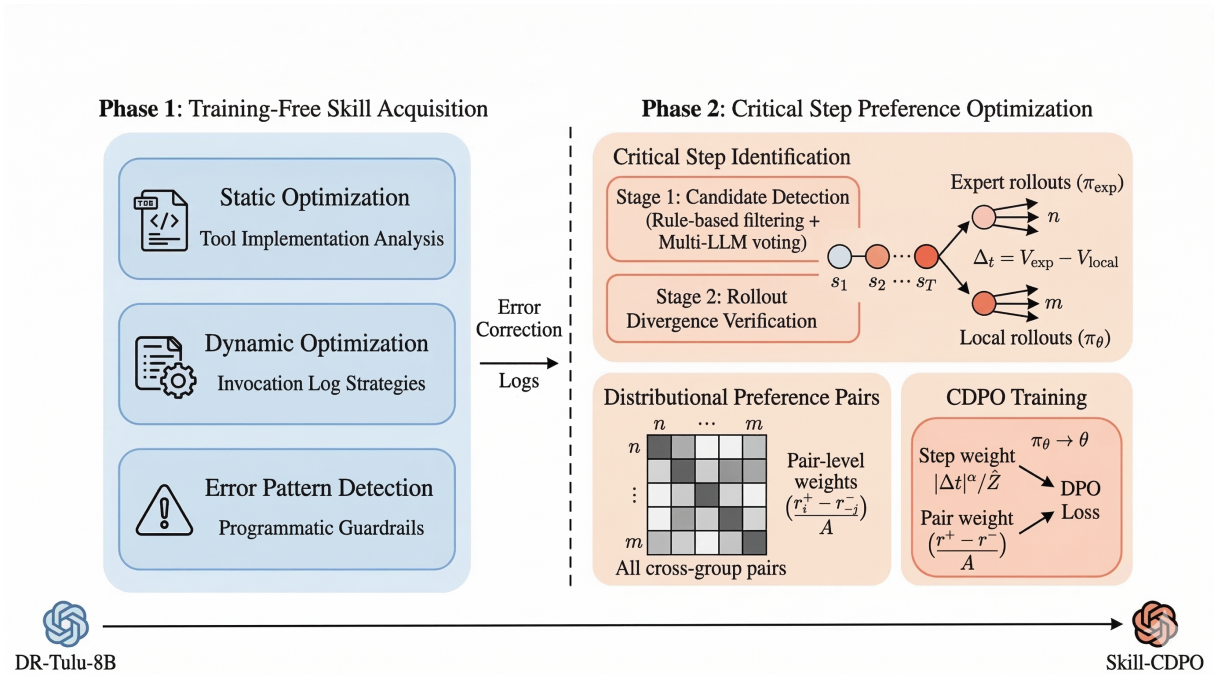 Phase 1: Training-Free Skill Acquisition
TOB
</>
Static Optimization
Tool Implementation Analysis
Dynamic Optimization
Invocation Log Strategies
Error Pattern Detection
Programmatic Guardrails
Error
Correction
Logs
Phase 2: Critical Step Preference Optimization
Critical Step Identification
Stage 1: Candidate Detection
(Rule-based filtering +
Multi-LLM voting)
Stage 2: Rollout
Divergence Verification
s₁ s₂ ⋯ s_T
Expert rollouts (π_exp)
n
Δ_t = V_exp − V_local
m
Local rollouts (π_θ)
Distributional Preference Pairs
n ⋯ m
n
⋮
m
All cross-group pairs
Pair-level
weights
(r_i^+ − r_{-j}^-)
A
CDPO Training
π_θ → θ
Step weight
|Δt|^α/Ẑ
Pair weight
(r^+ − r^-)
A
DPO
Loss
DR-Tulu-8B
Skill-CDPO